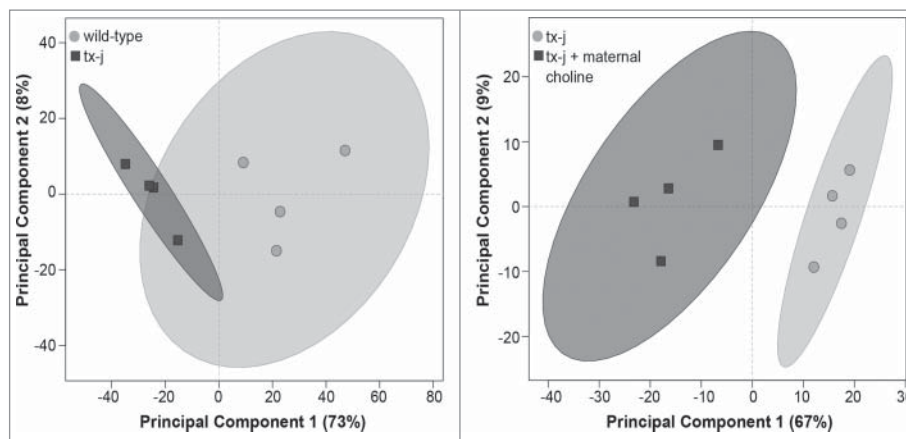 wild-type
tx-j
Principal Component 2 (8%)
40
20
0
-20
-40
-40
-20
0
20
40
60
80
Principal Component 1 (73%)
tx-j
tx-j + maternal
choline
Principal Component 2 (9%)
20
10
0
-10
-20
-40
-30
-20
-10
0
10
20
30
Principal Component 1 (67%)